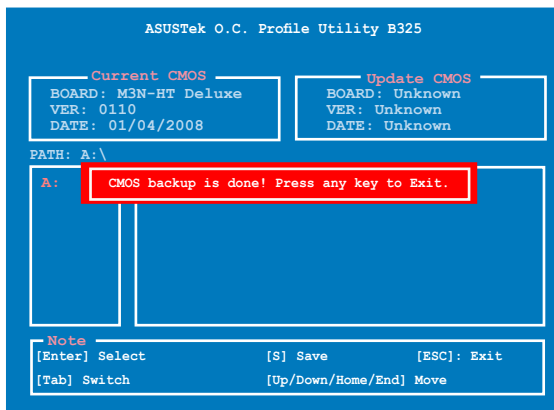 ASUSTek O.C. Profile Utility B325
Current CMOS
BOARD: M3N-HT Deluxe
VER: 0110
DATE: 01/04/2008
Update CMOS
BOARD: Unknown
VER: Unknown
DATE: Unknown
PATH: A:\
A:
CMOS backup is done! Press any key to Exit.
Note
[Enter] Select [S] Save [ESC]: Exit
[Tab] Switch [Up/Down/Home/End] Move